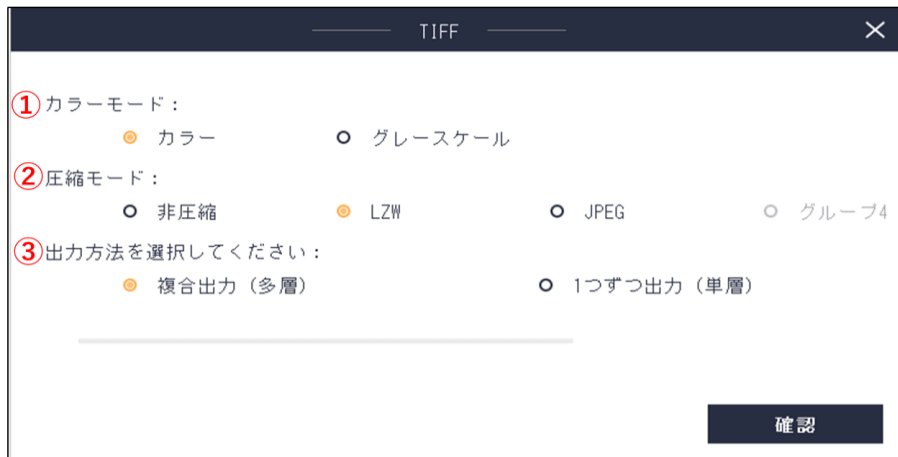 TIFF
①カラーモード：
カラー グレースケール
②圧縮モード：
非圧縮 LZW JPEG グループ4
③出力方法を選択してください：
複合出力（多層） 1つずつ出力（単層）
確認